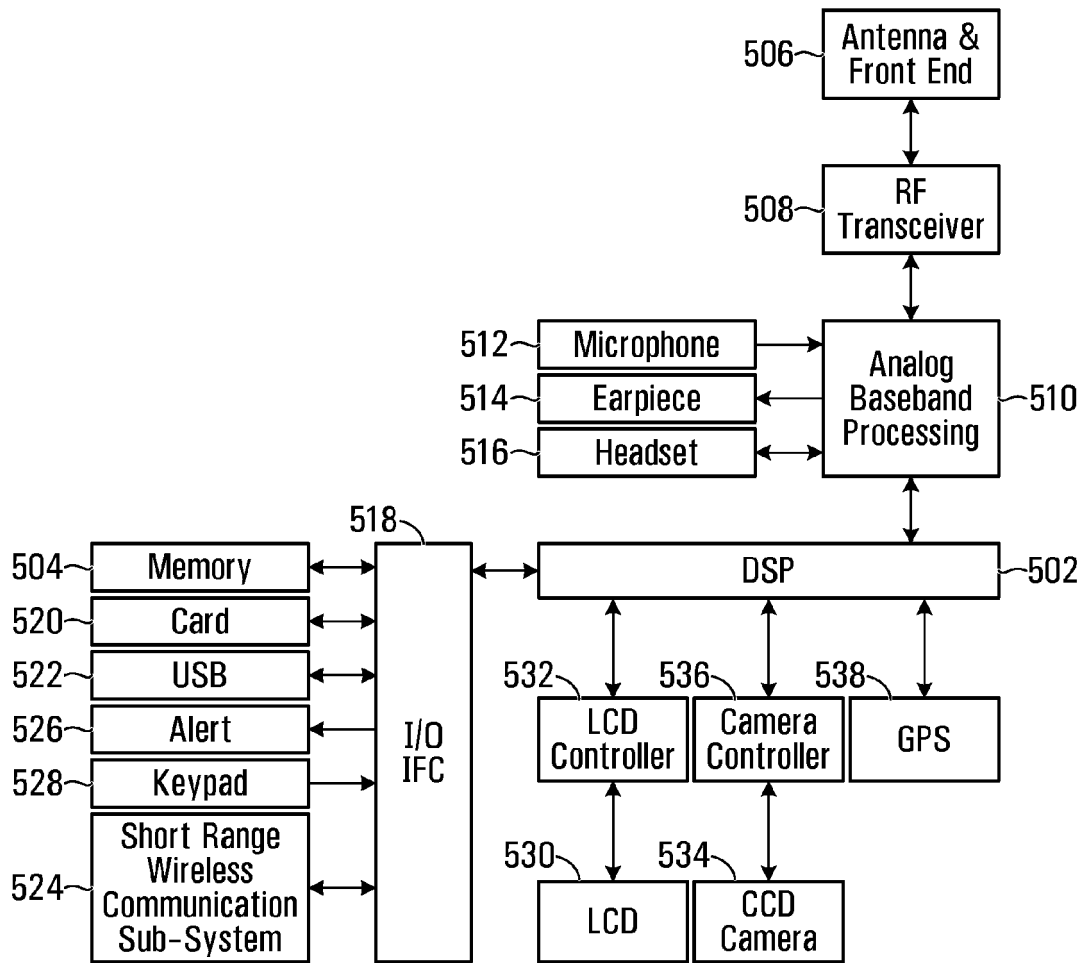 506
Antenna &
Front End
508
RF
Transceiver
512
Microphone
514
Earpiece
516
Headset
Analog
Baseband
Processing
510
518
504
Memory
520
Card
522
USB
526
Alert
528
Keypad
524
Short Range
Wireless
Communication
Sub-System
I/O
IFC
DSP
502
532
LCD
Controller
536
Camera
Controller
538
GPS
530
LCD
534
CCD
Camera